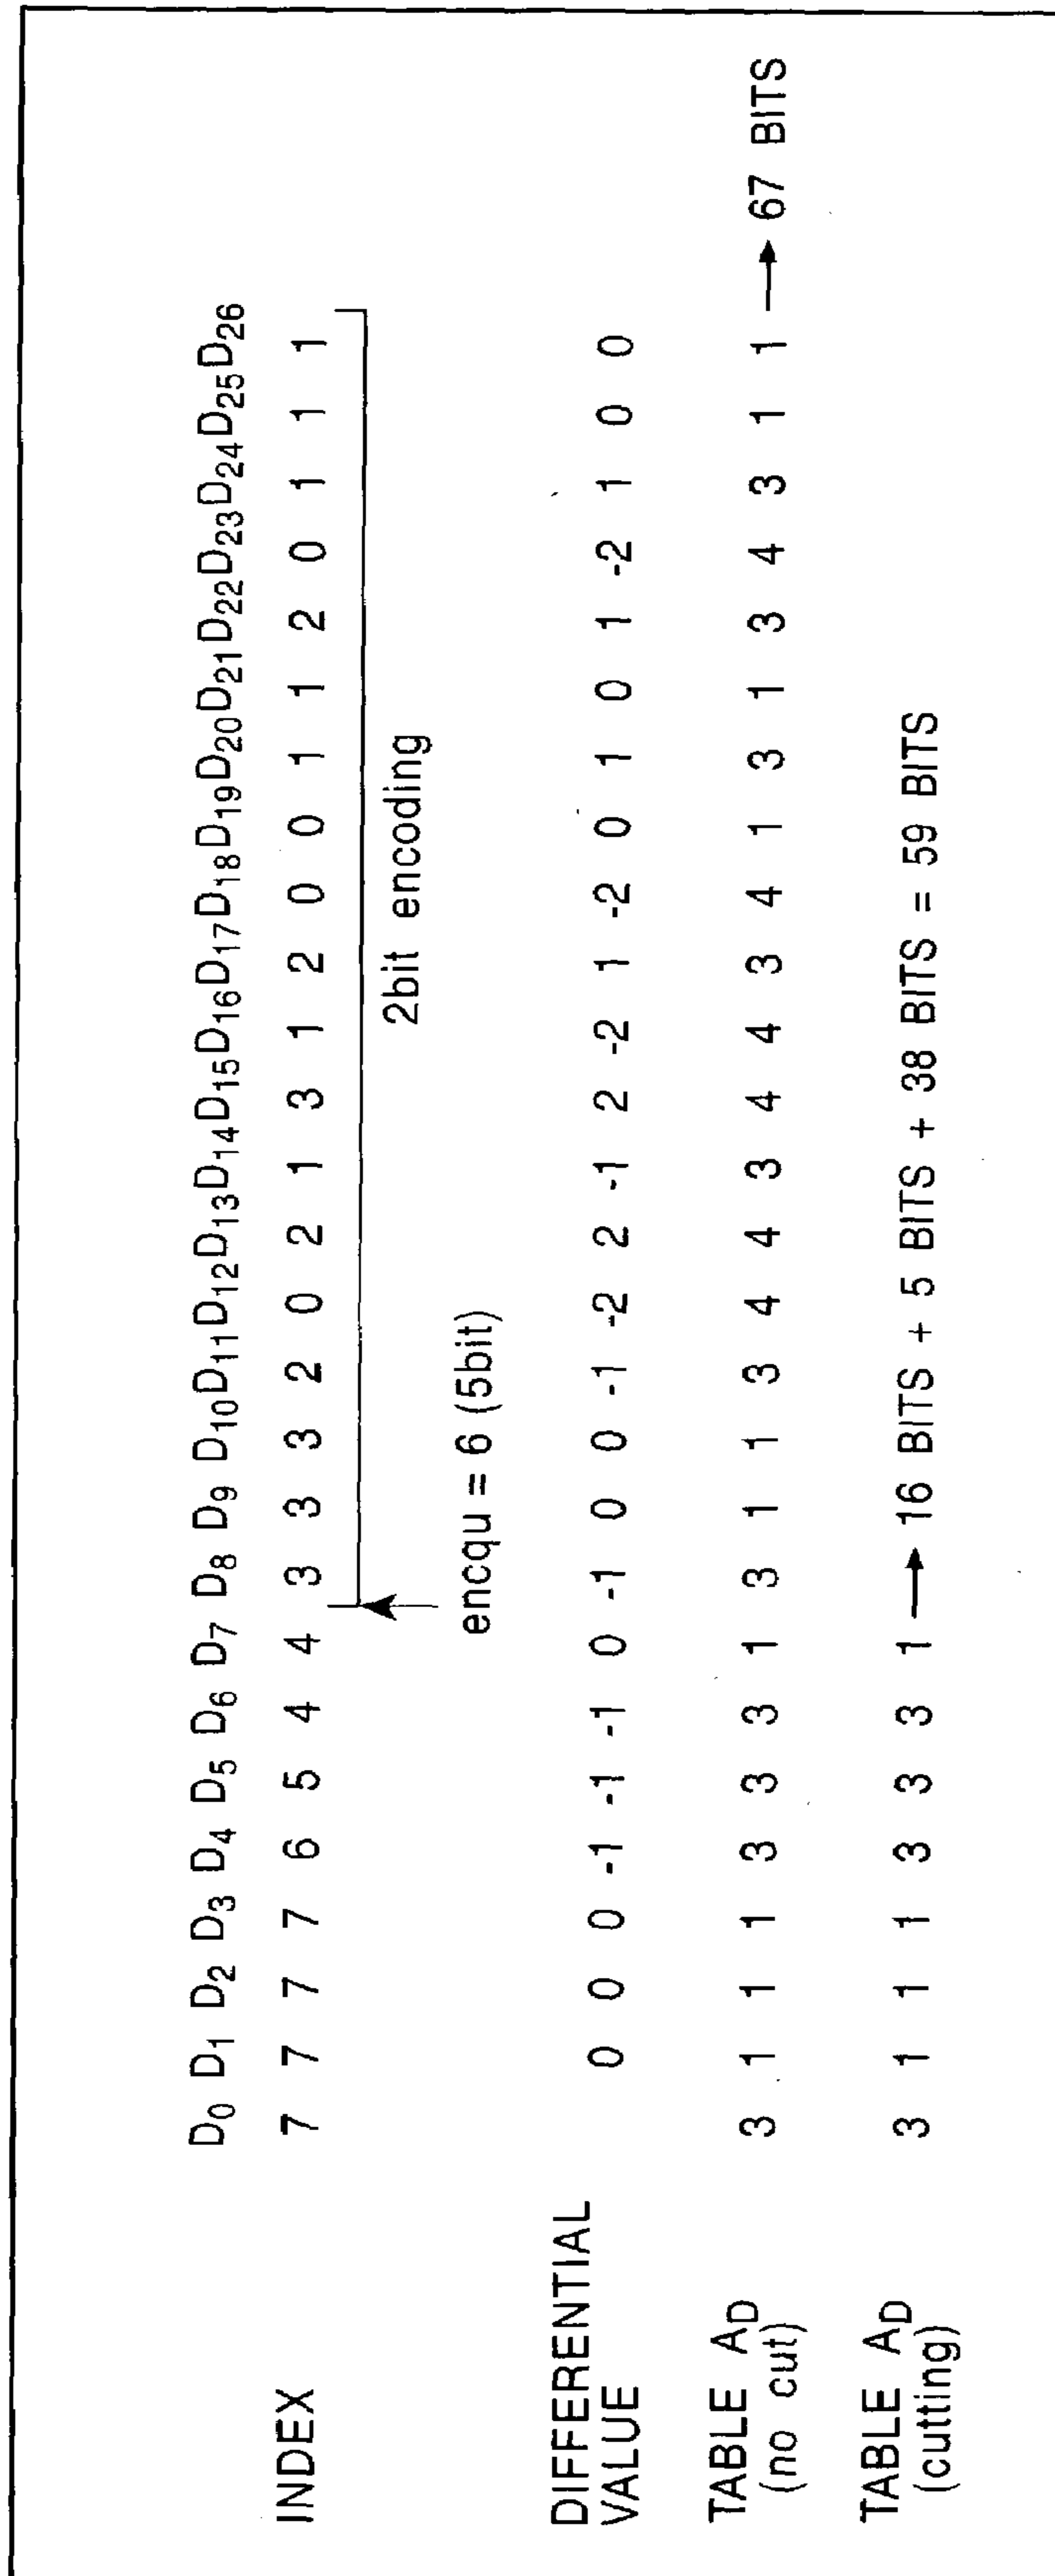 D₀ D₁ D₂ D₃ D₄ D₅ D₆ D₇ D₈ D₉ D₁₀ D₁₁ D₁₂ D₁₃ D₁₄ D₁₅ D₁₆ D₁₇ D₁₈ D₁₉ D₂₀ D₂₁ D₂₂ D₂₃ D₂₄ D₂₅ D₂₆
INDEX 7 7 7 7 6 5 4 4 3 3 3 2 0 2 1 3 1 2 0 0 1 1 2 0 1 1 1
2bit encoding
encqu = 6 (5bit)
DIFFERENTIAL
VALUE
0 0 0 -1 -1 -1 0 -1 0 0 -1 -2 2 -1 2 -2 1 -2 0 1 0 1 -2 1 0 0
TABLE A_D
(no cut)
3 1 1 1 3 3 3 1 3 1 1 3 4 4 3 4 4 3 4 1 3 1 3 4 3 1 1 → 67 BITS
TABLE A_D
(cutting)
3 1 1 1 3 3 3 1 → 16 BITS + 5 BITS + 38 BITS = 59 BITS